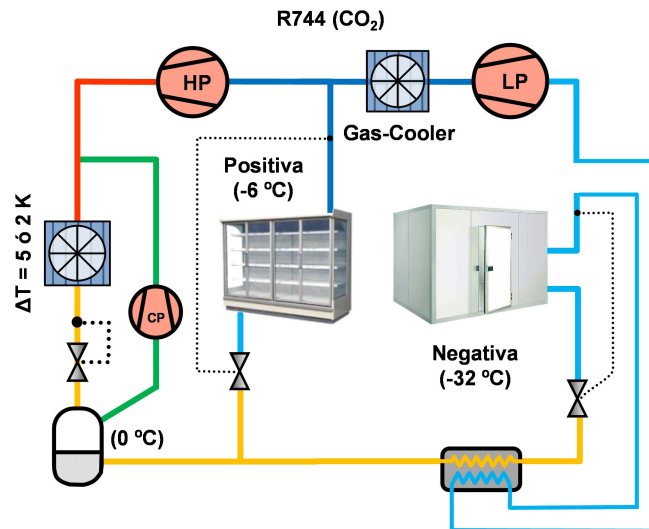 R744 (CO₂)
HP
LP
Gas-Cooler
Positiva
(-6 ºC)
ΔT = 5 ó 2 K
CP
Negativa
(-32 ºC)
(0 ºC)